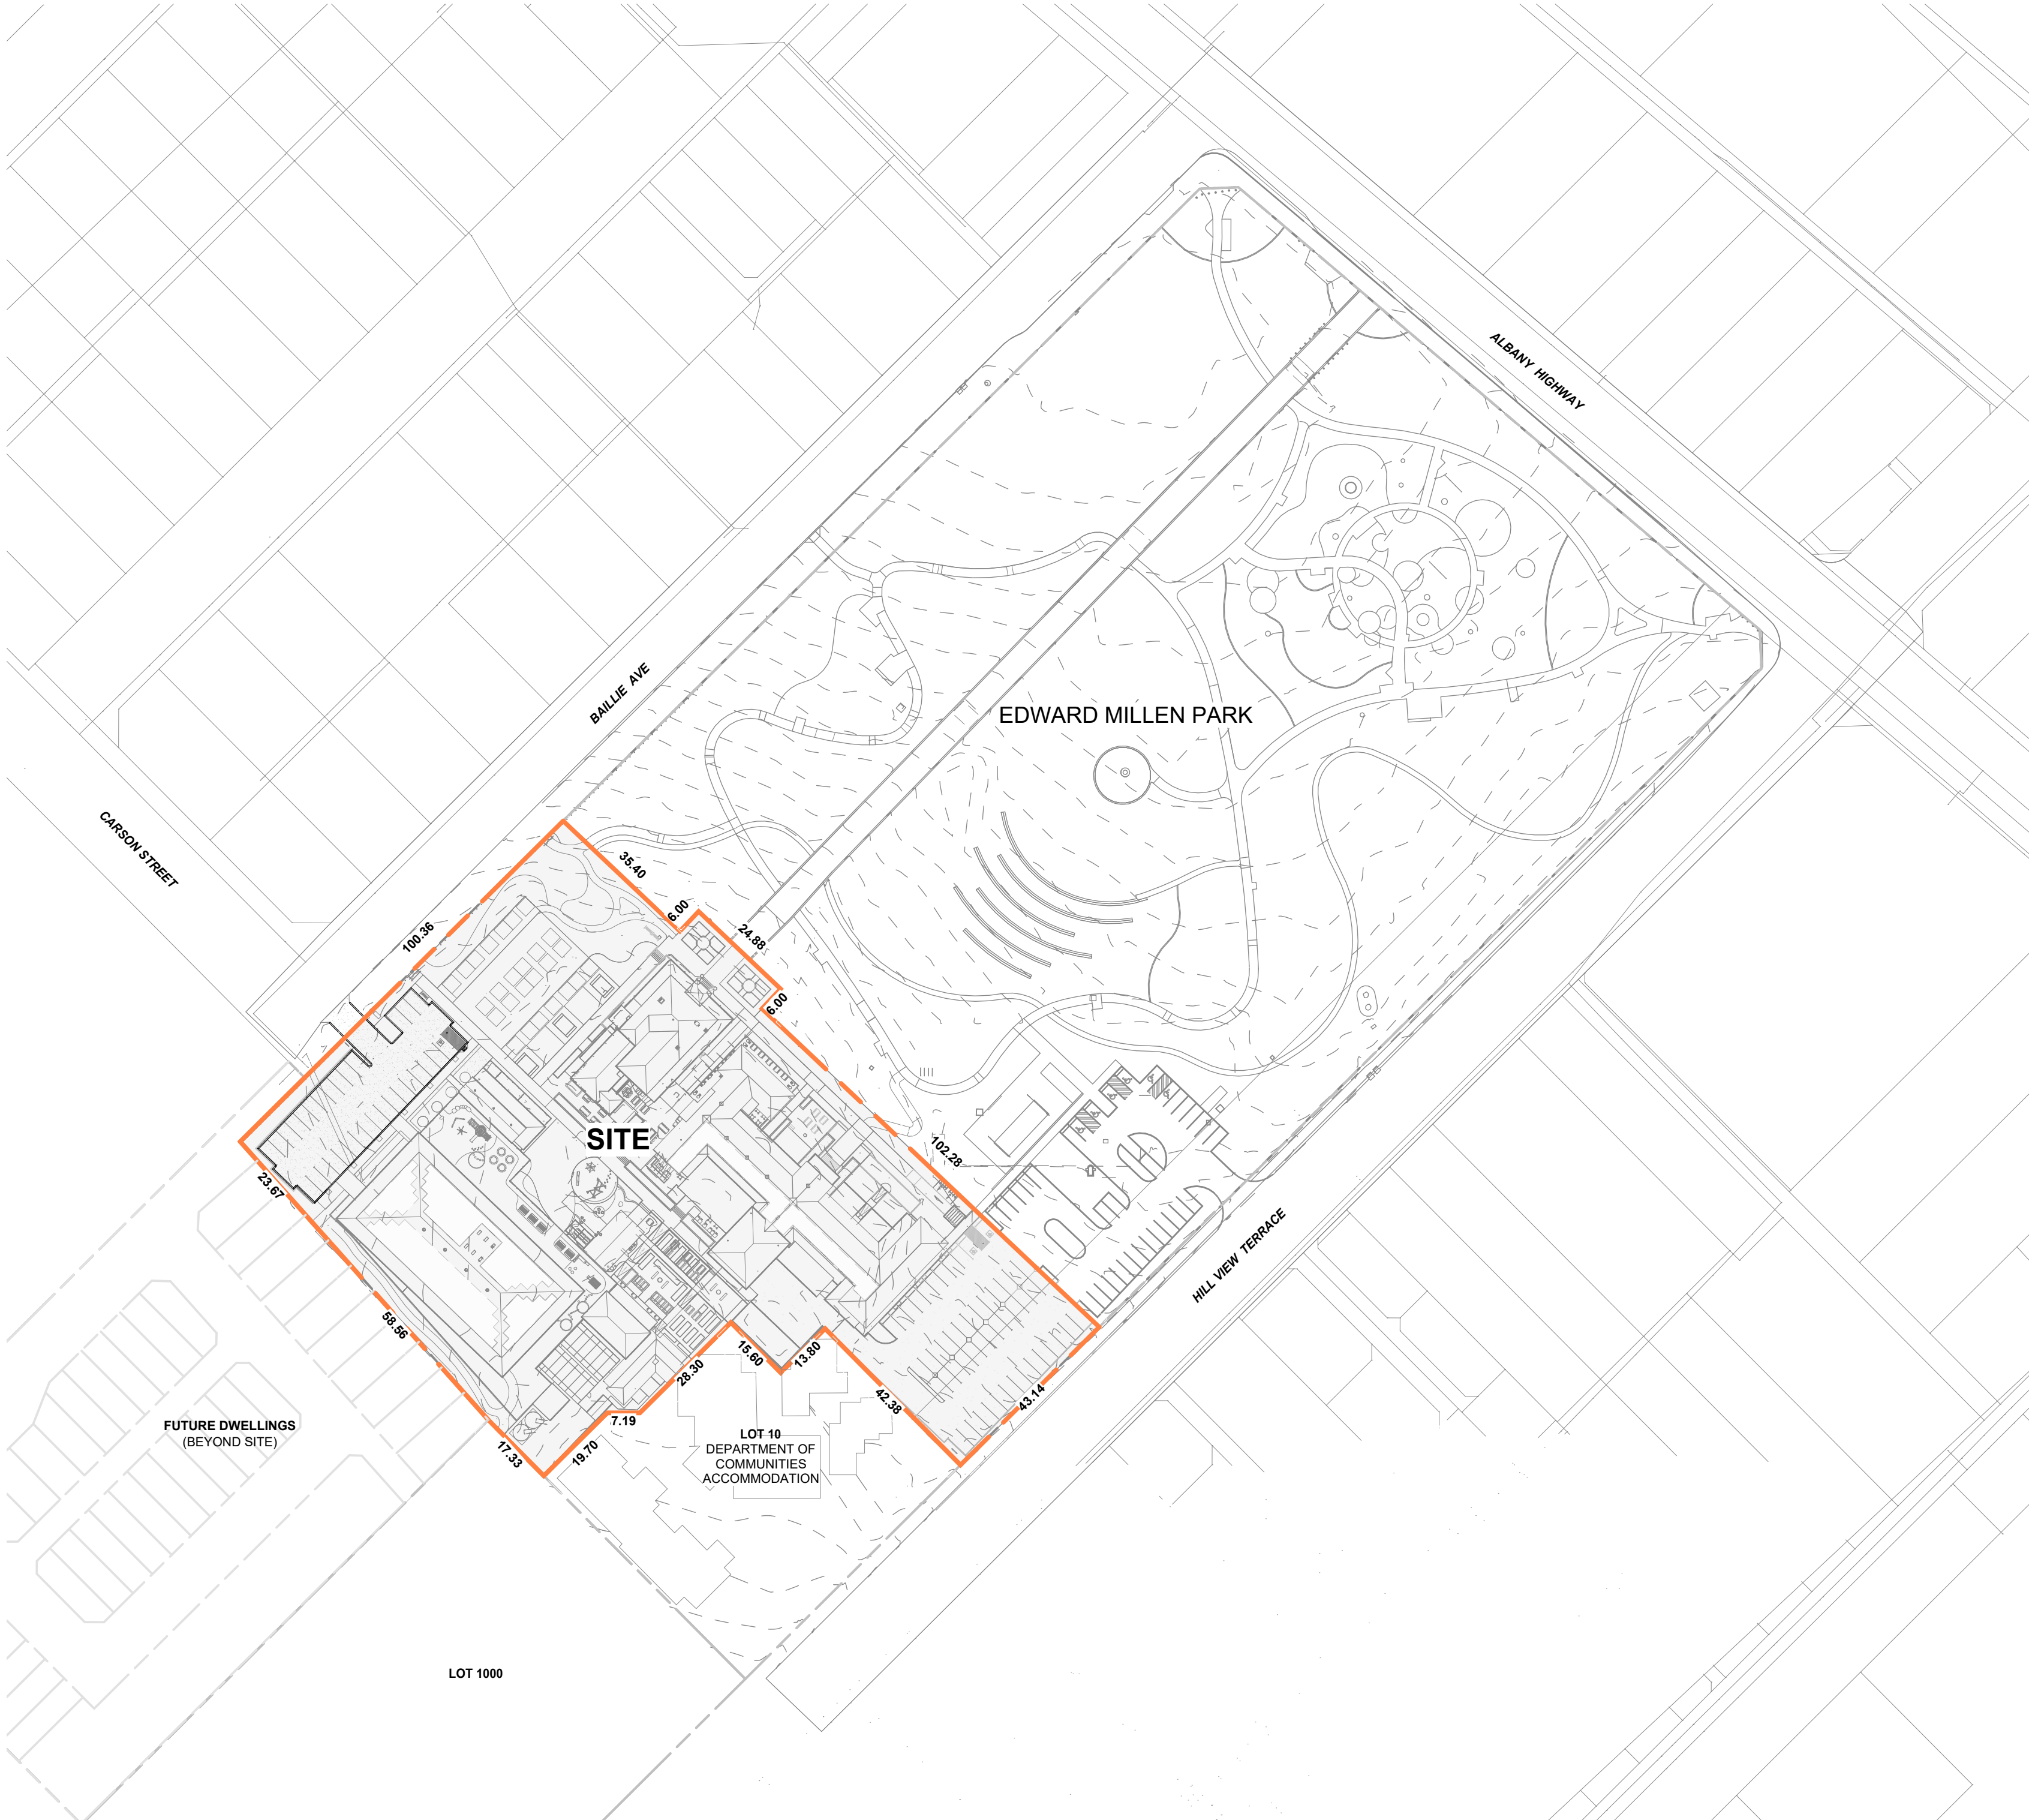 ALBANY HIGHWAY
BAILLIE AVE
EDWARD MILLEN PARK
CARSON STREET
35.40
6.00
24.88
100.36
6.00
SITE
102.28
23.67
HILL VIEW TERRACE
58.56
15.60
13.80
28.30
42.38
43.14
7.19
FUTURE DWELLINGS
(BEYOND SITE)
17.33
19.70
LOT 10
DEPARTMENT OF
COMMUNITIES
ACCOMMODATION
LOT 1000